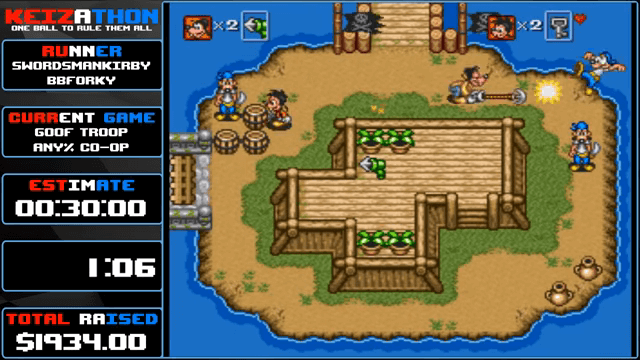 KEIZATHON
ONE BALL TO RULE THEM ALL
RUNNER
SWORDSMANKIRBY
BBFORKY
CURRENT GAME
GOOF TROOP
ANY% CO-OP
ESTIMATE
00:30:00
1:06
TOTAL RAISED
$1934.00
×2
×2